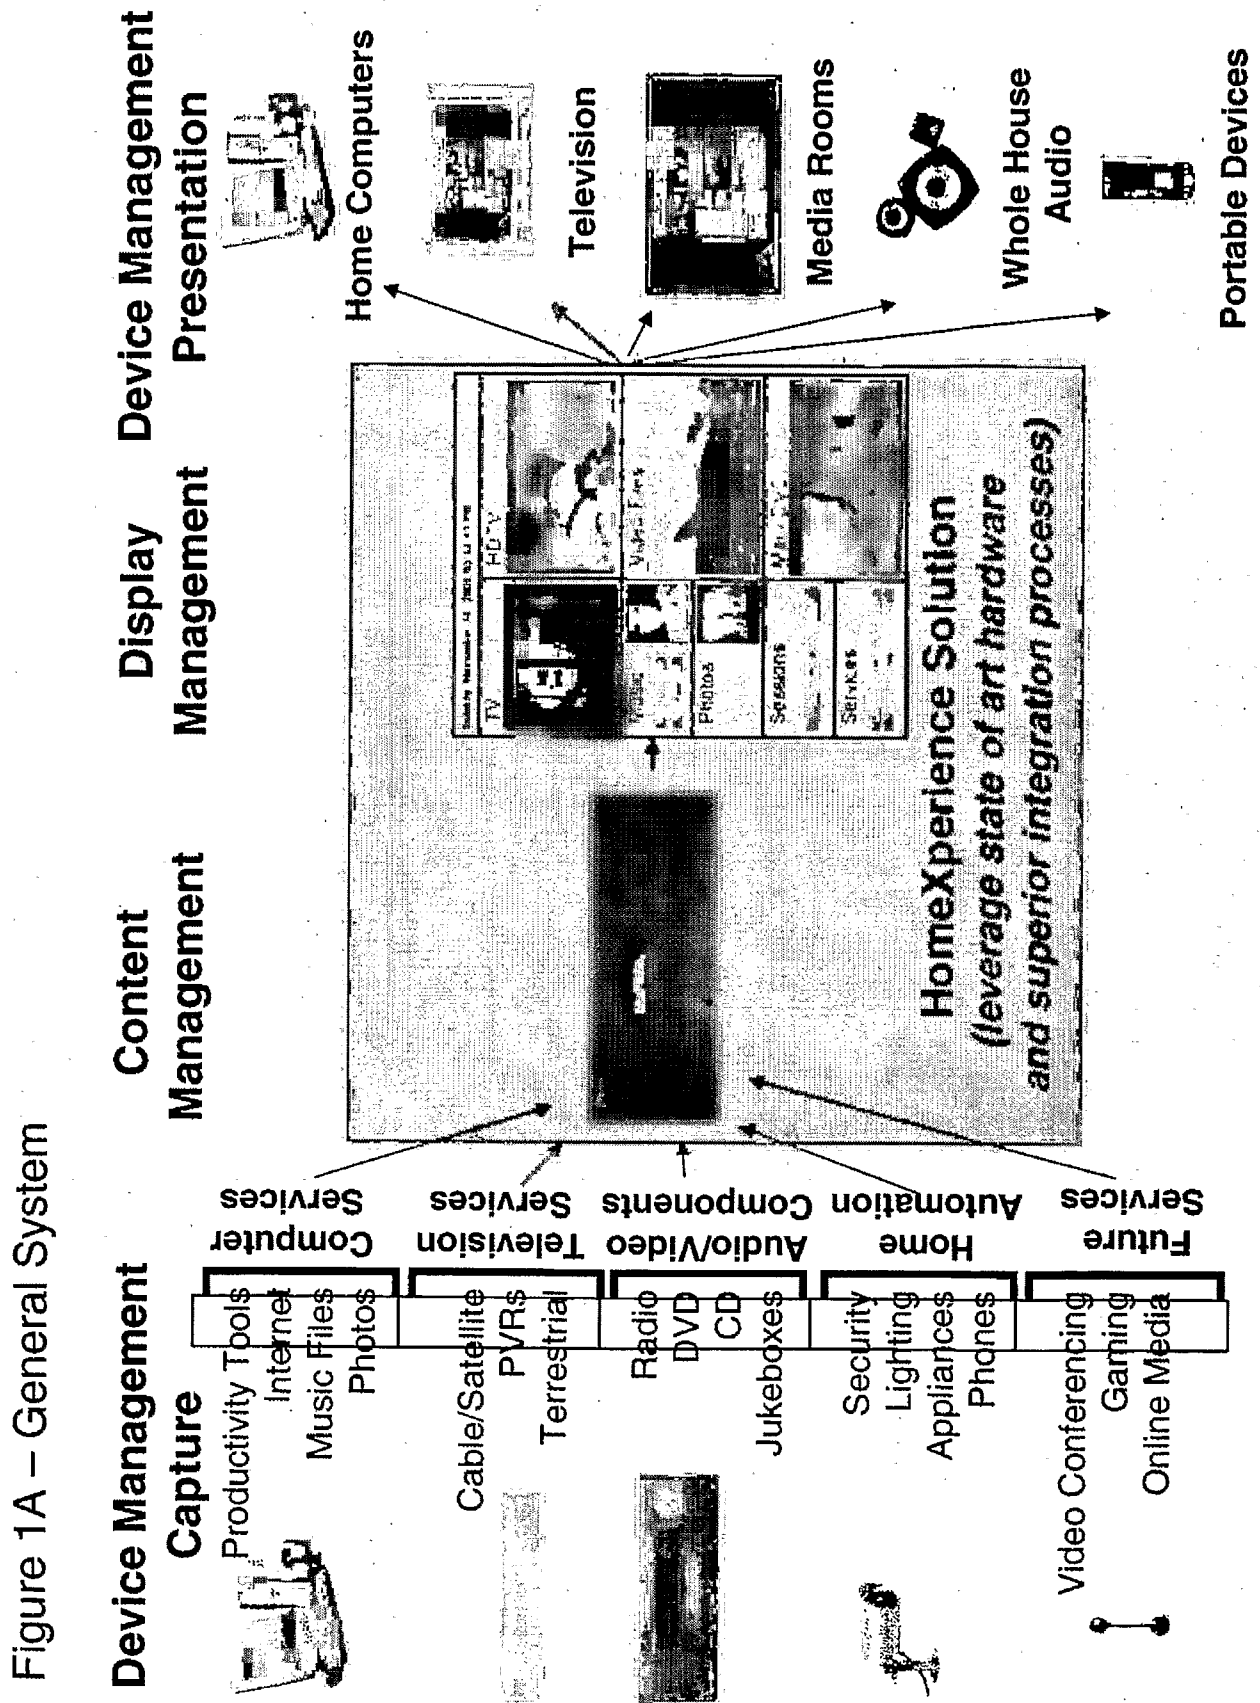 Figure 1A – General System
Device Management
Capture
Content
Management
Display
Management
Device Management
Presentation
Productivity Tools
Internet
Music Files
Photos
Computer
Services
Cable/Satellite
PVRs
Terrestrial
Television
Services
Radio
DVD
CD
Jukeboxes
Audio/Video
Components
Security
Lighting
Appliances
Phones
Home
Automation
Video Conferencing
Gaming
Online Media
Future
Services
TV
HDTV
Photos
Sessions
Services
HomeXperience Solution
(leverage state of art hardware
and superior integration processes)
Home Computers
Television
Media Rooms
Whole House
Audio
Portable Devices